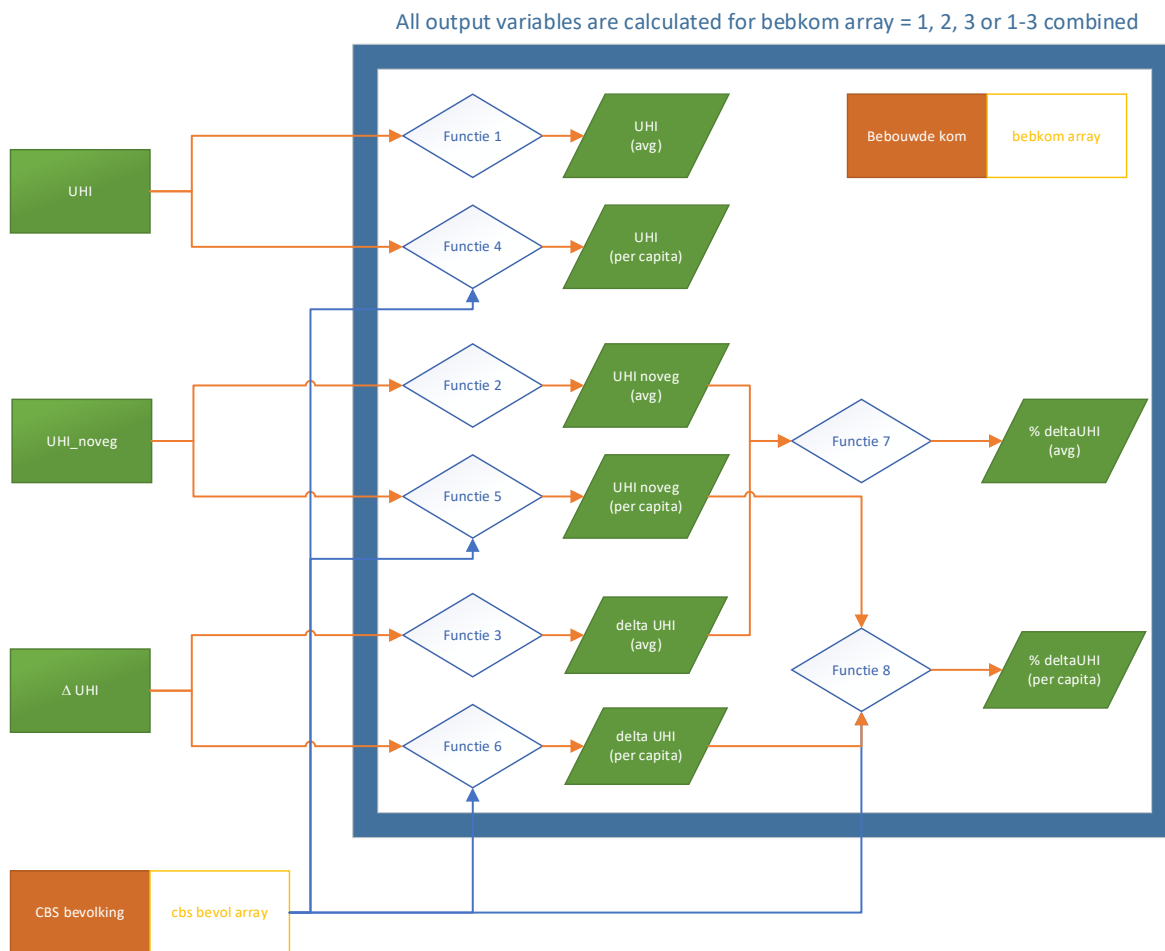 All output variables are calculated for bebkom array = 1, 2, 3 or 1-3 combined
Functie 1
UHI
(avg)
Bebouwde kom
bebkom array
UHI
Functie 4
UHI
(per capita)
Functie 2
UHI noveg
(avg)
UHI_noveg
Functie 7
% deltaUHI
(avg)
Functie 5
UHI noveg
(per capita)
Functie 3
delta UHI
(avg)
Δ UHI
Functie 8
% deltaUHI
(per capita)
Functie 6
delta UHI
(per capita)
CBS bevolking
cbs bevol array